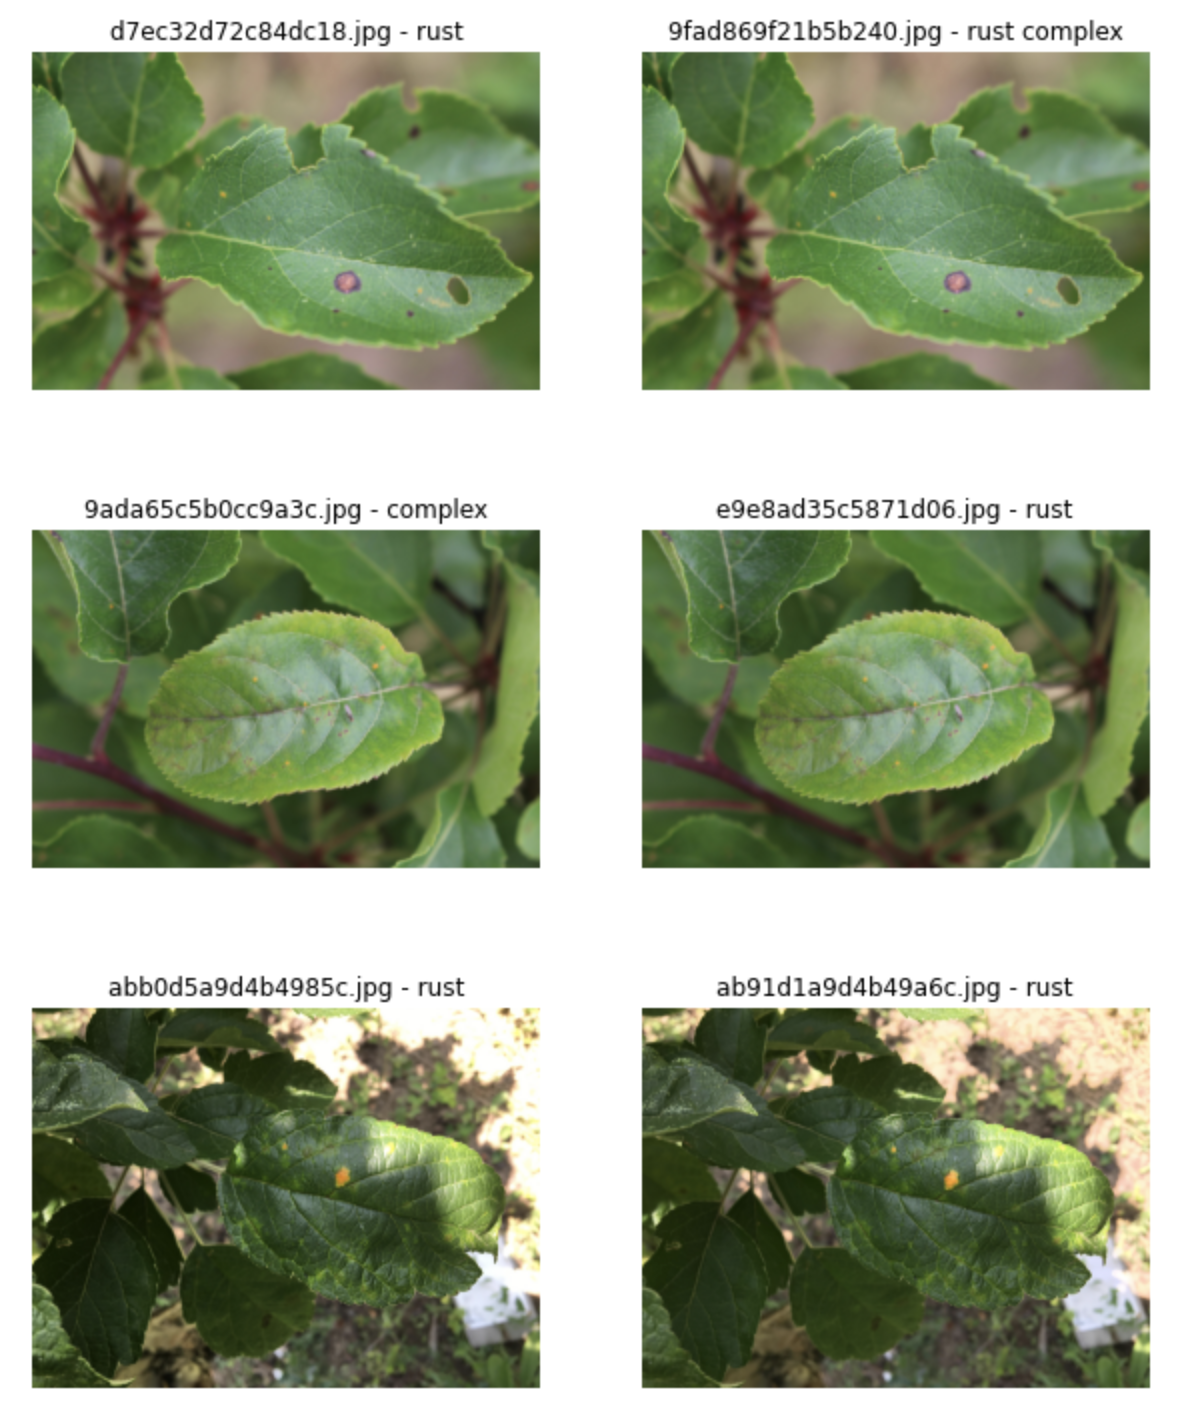 d7ec32d72c84dc18.jpg - rust
9fad869f21b5b240.jpg - rust complex
9ada65c5b0cc9a3c.jpg - complex
e9e8ad35c5871d06.jpg - rust
abb0d5a9d4b4985c.jpg - rust
ab91d1a9d4b49a6c.jpg - rust